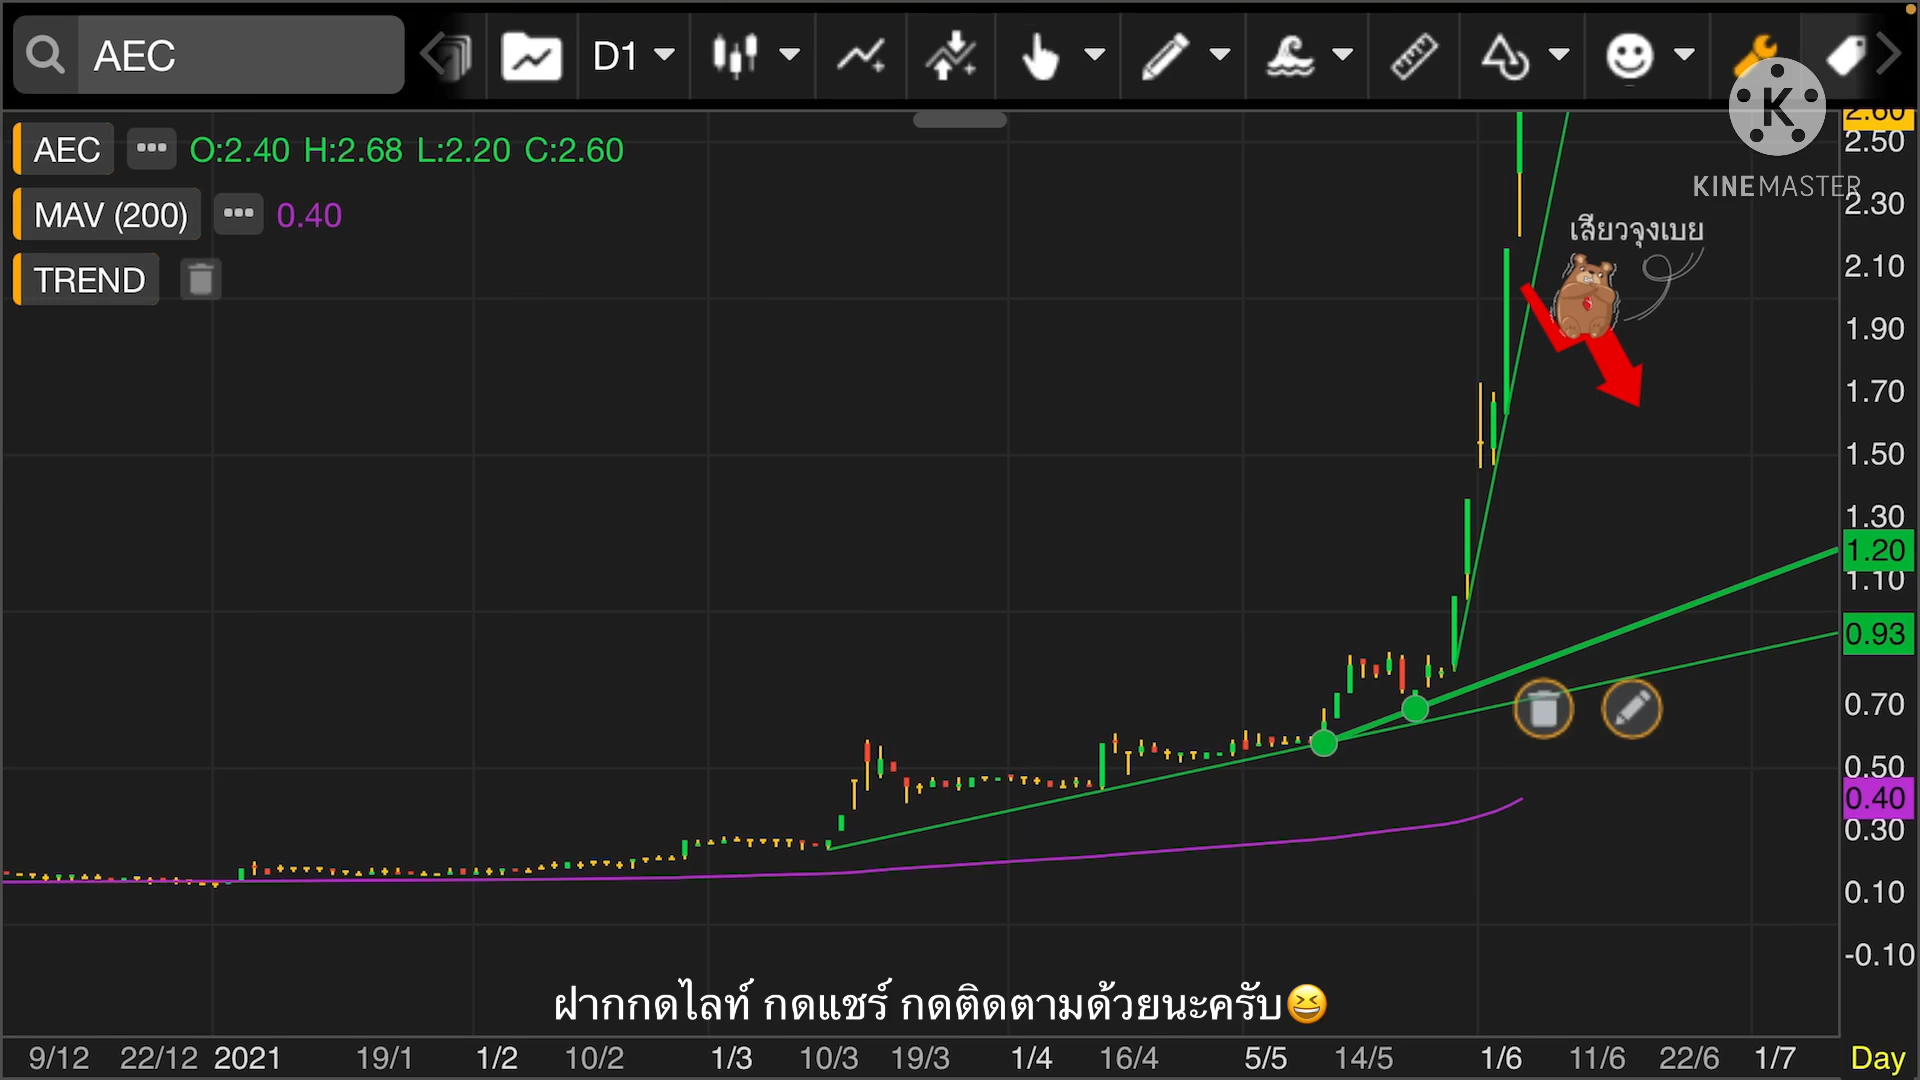 AEC
D1
AEC ••• O:2.40 H:2.68 L:2.20 C:2.60
MAV (200) ••• 0.40
TREND
KINEMASTER
เสียวจุงเบย
2.60
2.50
2.30
2.10
1.90
1.70
1.50
1.30
1.20
1.10
0.93
0.70
0.50
0.40
0.30
0.10
-0.10
ฝากกดไลท์ กดแชร์ กดติดตามด้วยนะครับ😆
9/12 22/12 2021 19/1 1/2 10/2 1/3 10/3 19/3 1/4 16/4 5/5 14/5 1/6 11/6 22/6 1/7 Day